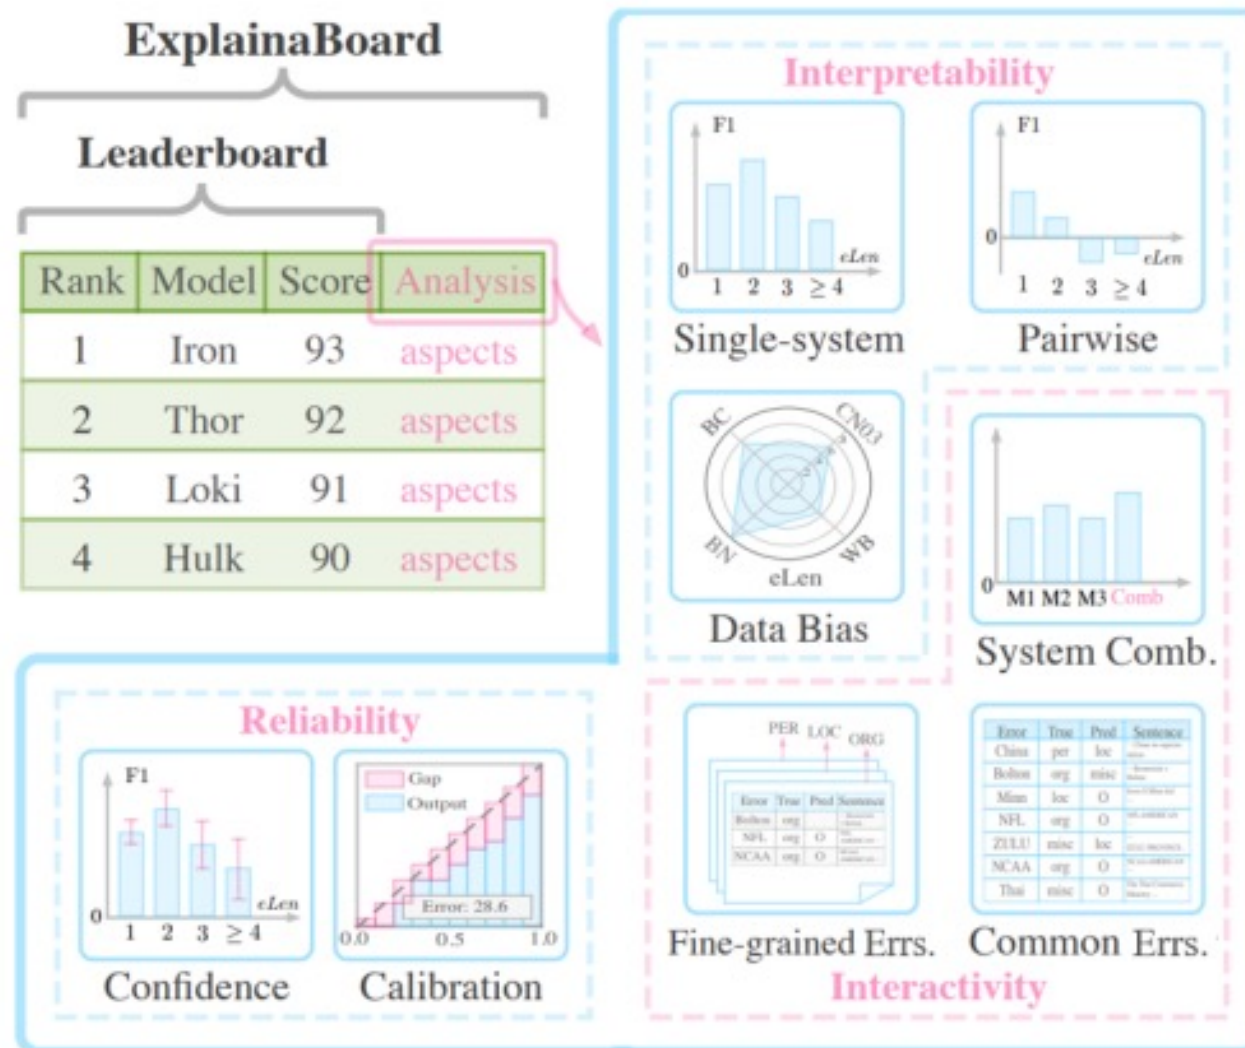 ExplainaBoard
Leaderboard
Rank Model Score Analysis
1 Iron 93 aspects
2 Thor 92 aspects
3 Loki 91 aspects
4 Hulk 90 aspects
Interpretability
F1
0
eLen
1 2 3 ≥ 4
Single-system
F1
0
eLen
1 2 3 ≥ 4
Pairwise
BC
CN03
BN
WB
eLen
Data Bias
0
M1 M2 M3 Comb
System Comb.
Reliability
F1
0
eLen
1 2 3 ≥ 4
Confidence
Gap
Output
Error: 28.6
0.0 0.5 1.0
Calibration
PER LOC ORG
Error True Pred Sentence
Bolton org
NFL org O
NCAA org O
Fine-grained Errs.
Error True Pred Sentence
China per loc
Bolton org misc
Minn loc O
NFL org O
ZULU misc loc
NCAA org O
Thai misc O
Common Errs.
Interactivity